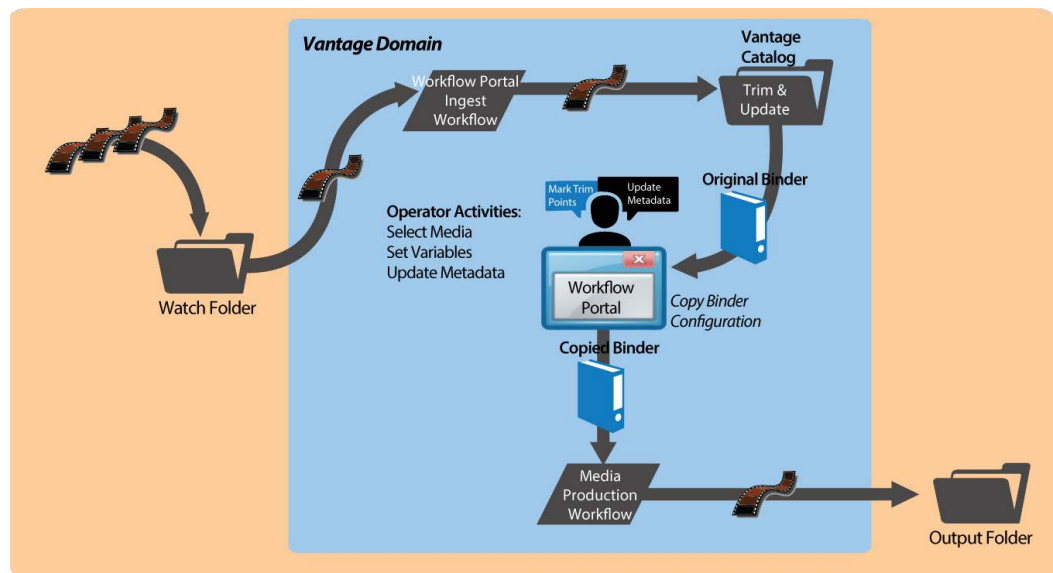 Vantage Domain
Vantage
Catalog
Workflow Portal
Ingest
Workflow
Trim &
Update
Mark Trim
Points
Update
Metadata
Original Binder
Operator Activities:
Select Media
Set Variables
Update Metadata
Watch Folder
Workflow
Portal
Copy Binder
Configuration
Copied Binder
Media
Production
Workflow
Output Folder